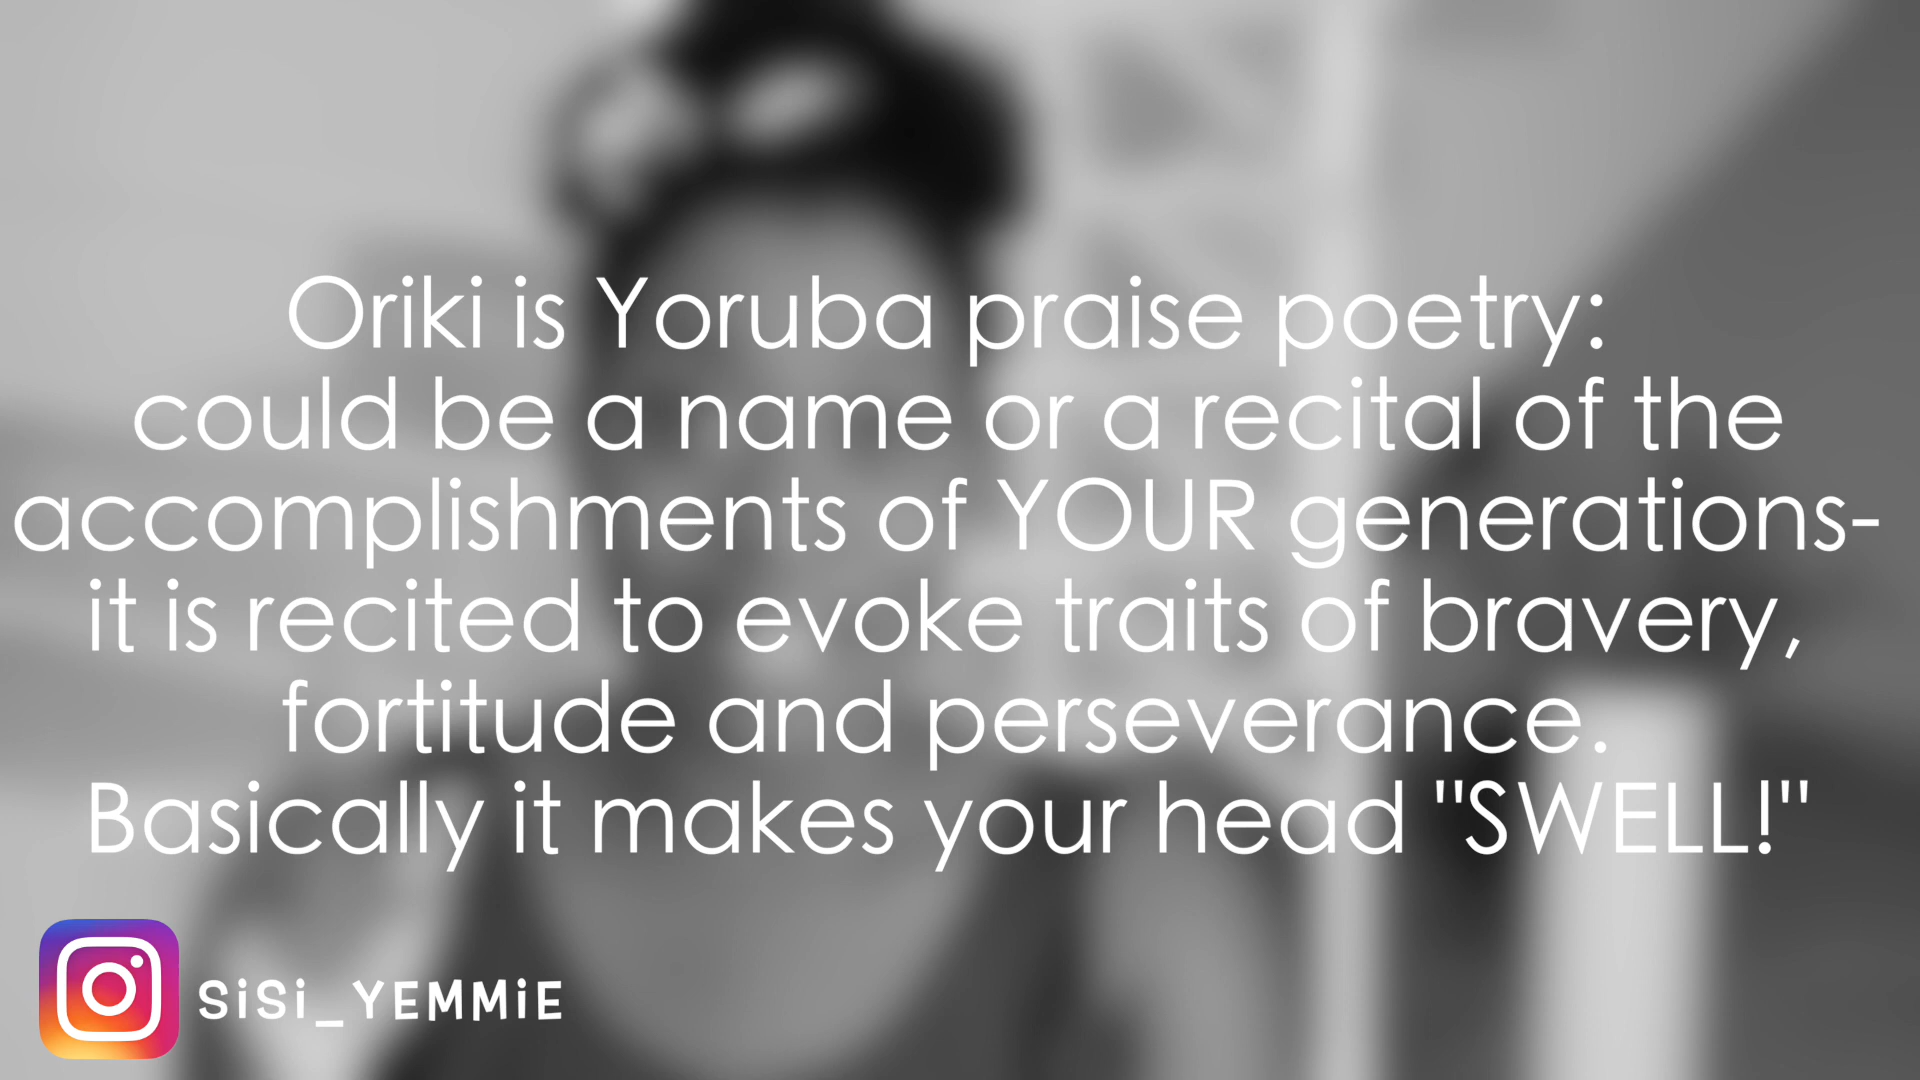 Oriki is Yoruba praise poetry:
could be a name or a recital of the
accomplishments of YOUR generations-
it is recited to evoke traits of bravery,
fortitude and perseverance.
Basically it makes your head "SWELL!"
SiSi_YEMMiE